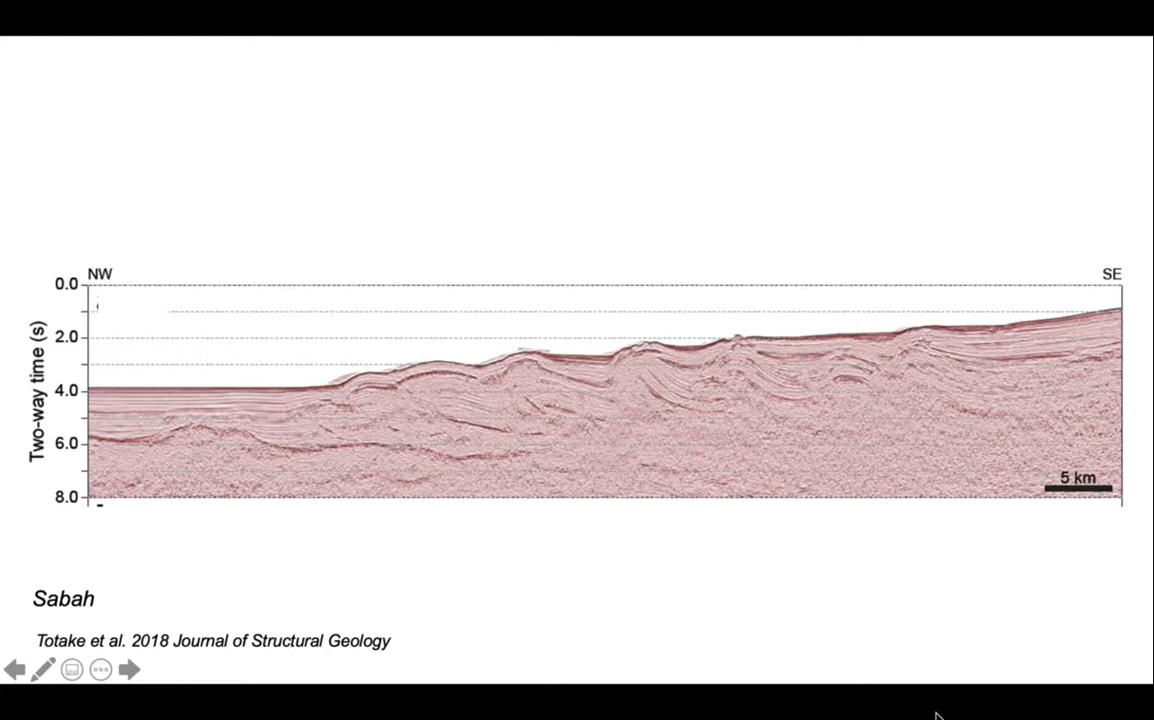 NW
SE
0.0
2.0
4.0
6.0
8.0
Two-way time (s)
5 km
Sabah
Totake et al. 2018 Journal of Structural Geology